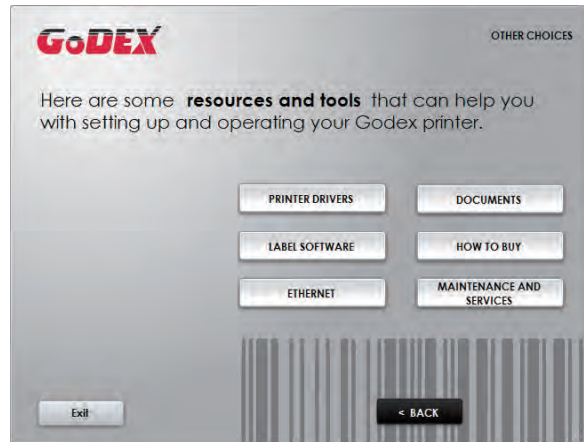 GoDEX
OTHER CHOICES
Here are some resources and tools that can help you
with setting up and operating your Godex printer.
PRINTER DRIVERS
DOCUMENTS
LABEL SOFTWARE
HOW TO BUY
ETHERNET
MAINTENANCE AND
SERVICES
Exit
< BACK